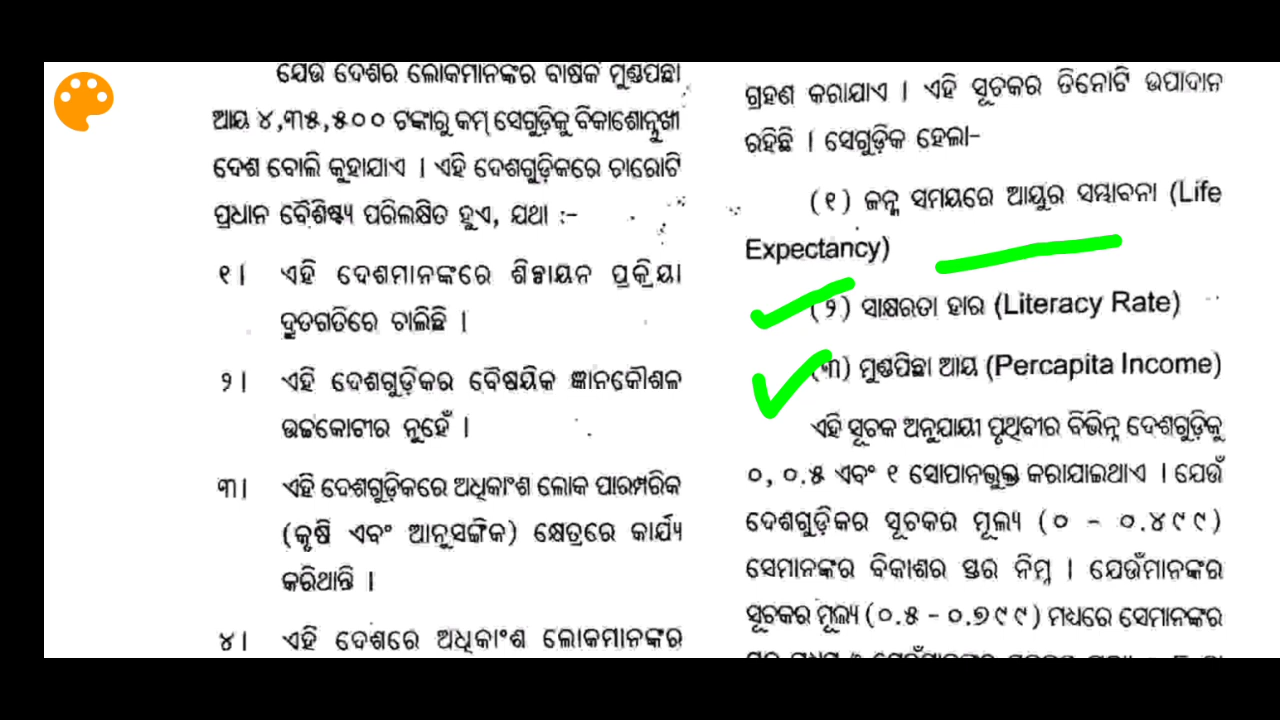 ଯେଉଁ ଦେଶର ଲୋକମାନଙ୍କର ବାର୍ଷିକ ମୁଣ୍ଡପିଛା
ଆୟ ୪,୩୫,୫୦୦ ଟଙ୍କାରୁ କମ୍ ସେଗୁଡ଼ିକୁ ବିକାଶୋନ୍ମୁଖୀ
ଦେଶ ବୋଲି କୁହାଯାଏ । ଏହି ଦେଶଗୁଡ଼ିକରେ ଚାରୋଟି
ପ୍ରଧାନ ବୈଶିଷ୍ଟ୍ୟ ପରିଲକ୍ଷିତ ହୁଏ, ଯଥା :-
୧। ଏହି ଦେଶମାନଙ୍କରେ ଶିଳ୍ପାୟନ ପ୍ରକ୍ରିୟା
ଦ୍ରୁତଗତିରେ ଚାଲିଛି ।
୨। ଏହି ଦେଶଗୁଡ଼ିକର ବୈଷୟିକ ଜ୍ଞାନକୌଶଳ
ଉଚ୍ଚକୋଟୀର ନୁହେଁ ।
୩। ଏହି ଦେଶଗୁଡ଼ିକରେ ଅଧିକାଂଶ ଲୋକ ପାରମ୍ପରିକ
(କୃଷି ଏବଂ ଆନୁସଙ୍ଗିକ) କ୍ଷେତ୍ରରେ କାର୍ଯ୍ୟ
କରିଥାନ୍ତି ।
୪। ଏହି ଦେଶରେ ଅଧିକାଂଶ ଲୋକମାନଙ୍କର
ଗ୍ରହଣ କରାଯାଏ । ଏହି ସୂଚକର ତିନୋଟି ଉପାଦାନ
ରହିଛି । ସେଗୁଡ଼ିକ ହେଲା-
(୧) ଜନ୍ମ ସମୟରେ ଆୟୁର ସମ୍ଭାବନା (Life
Expectancy)
(୨) ସାକ୍ଷରତା ହାର (Literacy Rate)
(୩) ମୁଣ୍ଡପିଛା ଆୟ (Percapita Income)
ଏହି ସୂଚକ ଅନୁଯାୟୀ ପୃଥିବୀର ବିଭିନ୍ନ ଦେଶଗୁଡ଼ିକୁ
୦, ୦.୫ ଏବଂ ୧ ସୋପାନଭୁକ୍ତ କରାଯାଇଥାଏ । ଯେଉଁ
ଦେଶଗୁଡ଼ିକର ସୂଚକର ମୂଲ୍ୟ (୦ - ୦.୪୯୯)
ସେମାନଙ୍କର ବିକାଶର ସ୍ତର ନିମ୍ନ । ଯେଉଁମାନଙ୍କର
ସୂଚକର ମୂଲ୍ୟ (୦.୫ - ୦.୭୯୯) ମଧ୍ୟରେ ସେମାନଙ୍କର